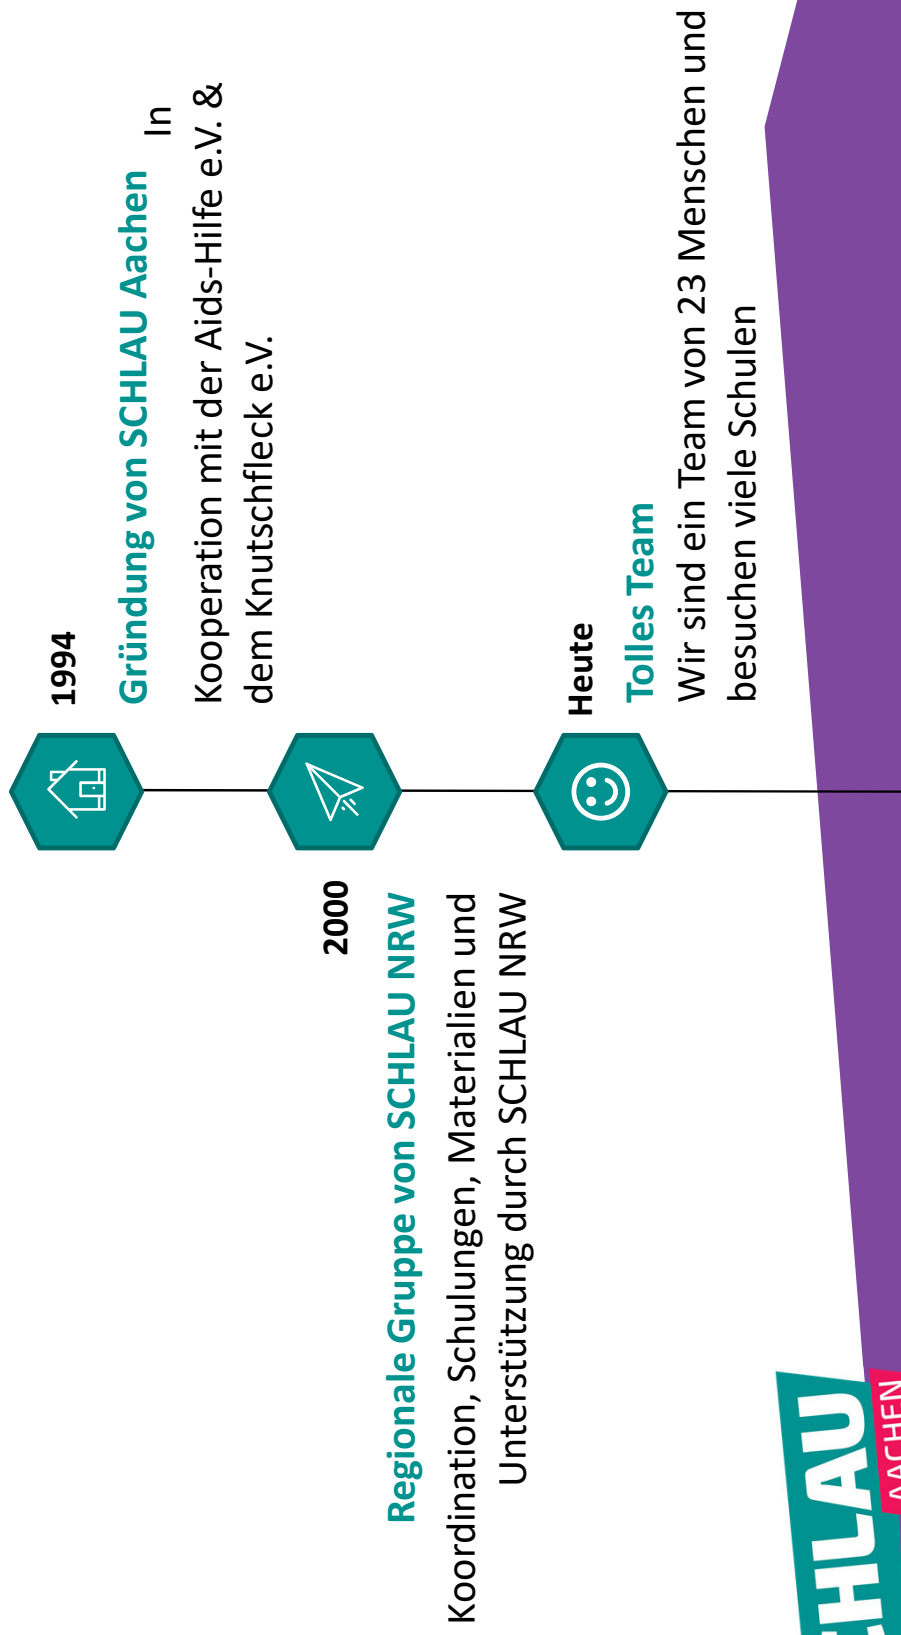 1994
Gründung von SCHLAU Aachen
In
Kooperation mit der Aids-Hilfe e.V. &
dem Knutschfleck e.V.
2000
Regionale Gruppe von SCHLAU NRW
Koordination, Schulungen, Materialien und
Unterstützung durch SCHLAU NRW
Heute
Tolles Team
Wir sind ein Team von 23 Menschen und
besuchen viele Schulen
CHLAU
AACHEN